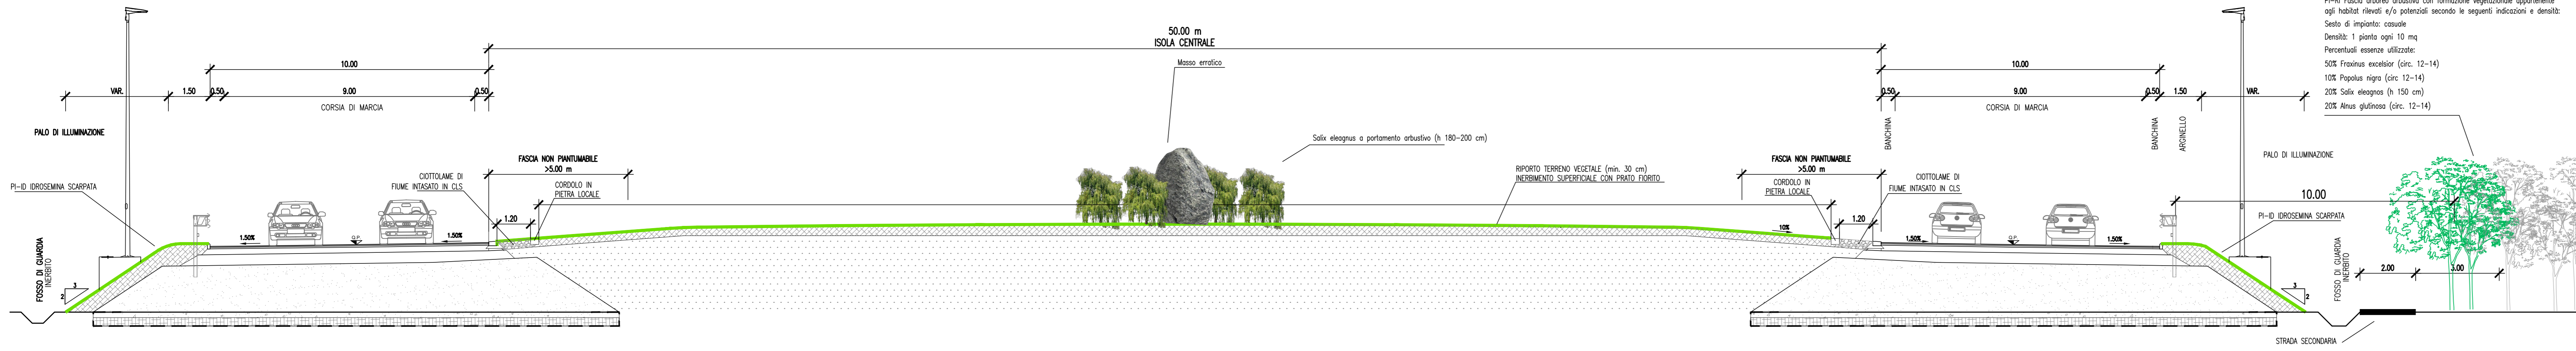 50.00 m
ISOLA CENTRALE
10.00
VAR.
1.50
0.50
9.00
0.50
CORSIA DI MARCIA
PALO DI ILLUMINAZIONE
PI-ID IDROSEMINA SCARPATA
FOSSO DI GUARDIA
INERBITO
3
2
1.50%
Q.P.
1.50%
CIOTTOLAME DI
FIUME INTASATO IN CLS
FASCIA NON PIANTUMABILE
>5.00 m
CORDOLO IN
PIETRA LOCALE
1.20
Masso erratico
Salix eleagnus a portamento arbustivo (h 180-200 cm)
RIPORTO TERRENO VEGETALE (min. 30 cm)
INERBIMENTO SUPERFICIALE CON PRATO FIORITO
FASCIA NON PIANTUMABILE
>5.00 m
CORDOLO IN
PIETRA LOCALE
CIOTTOLAME DI
FIUME INTASATO IN CLS
1.20
10%
10.00
0.50
9.00
0.50
1.50
VAR.
CORSIA DI MARCIA
BANCHINA
BANCHINA
ARGINELLO
1.50%
Q.P.
1.50%
PALO DI ILLUMINAZIONE
10.00
PI-ID IDROSEMINA SCARPATA
FOSSO DI GUARDIA
INERBITO
3
2
2.00
3.00
STRADA SECONDARIA
PI-RI Fascia arboreo arbustiva con formazione vegetazionale appartenente
agli habitat rilevati e/o potenziali secondo le seguenti indicazioni e densità:
Sesto di impianto: casuale
Densità: 1 pianta ogni 10 mq
Percentuali essenze utilizzate:
50% Fraxinus excelsior (circ. 12-14)
10% Popolus nigra (circ 12-14)
20% Salix eleagnos (h 150 cm)
20% Alnus glutinosa (circ. 12-14)